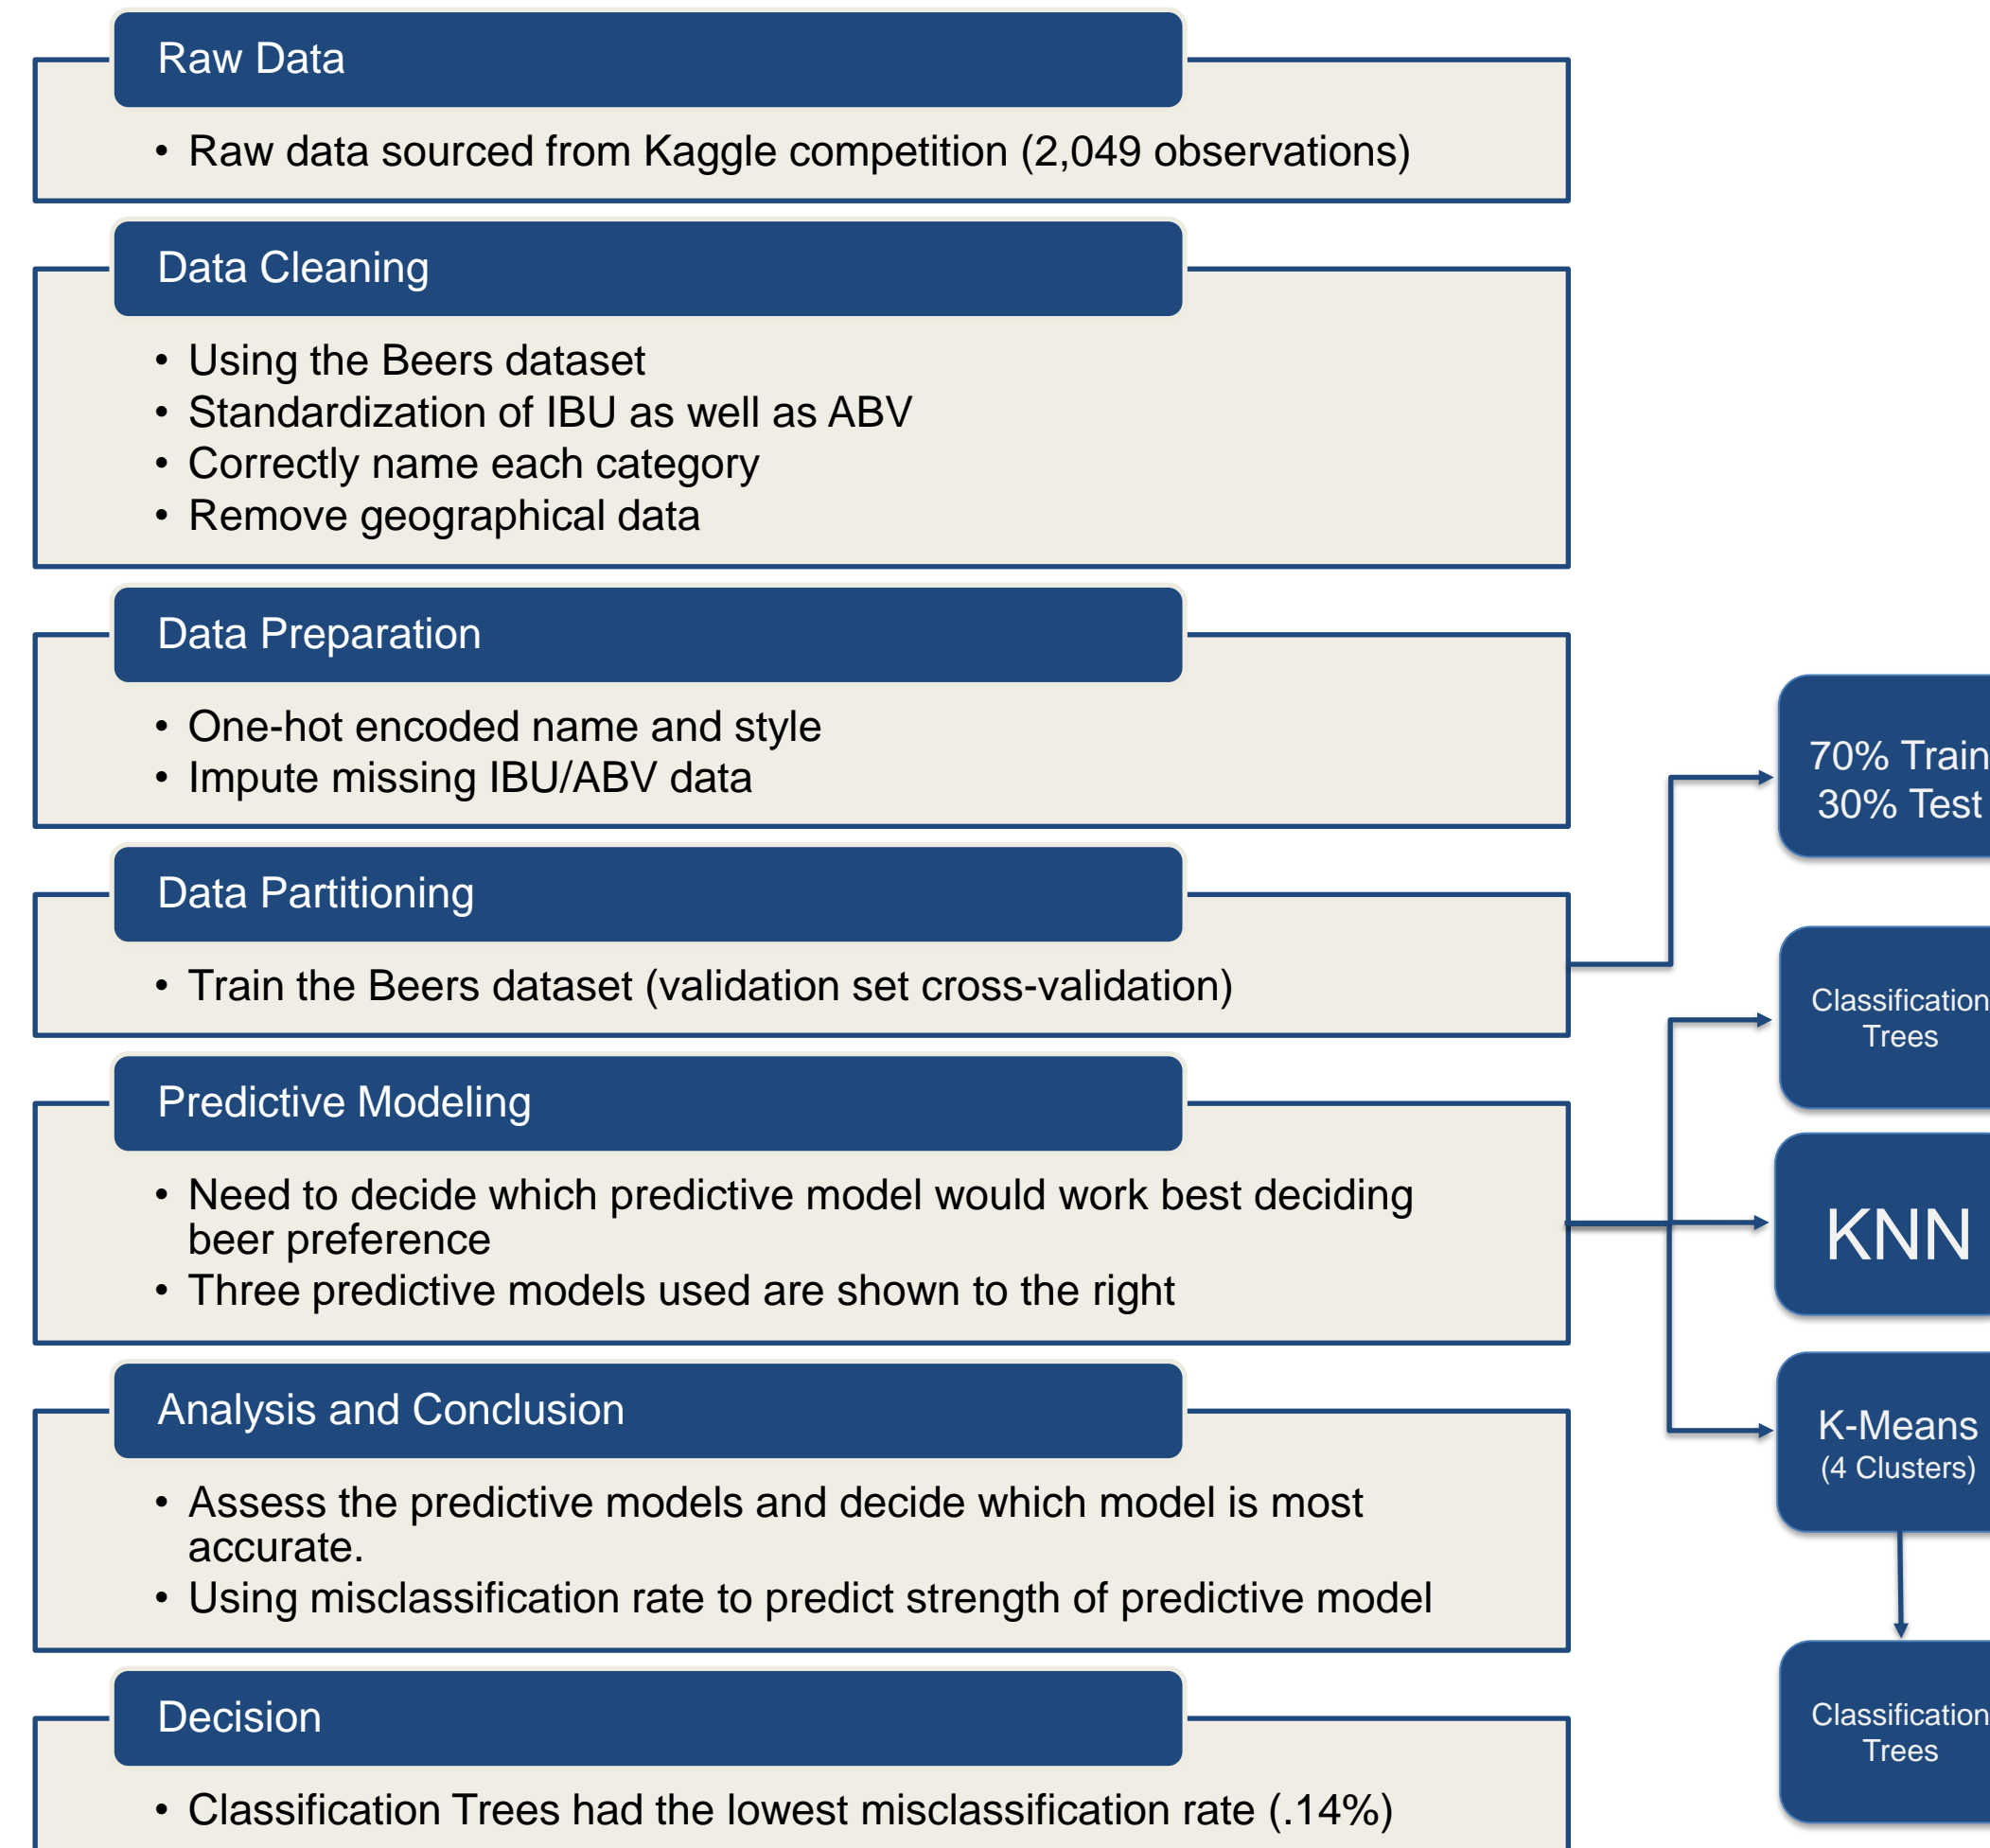 Raw Data
• Raw data sourced from Kaggle competition (2,049 observations)
Data Cleaning
• Using the Beers dataset
• Standardization of IBU as well as ABV
• Correctly name each category
• Remove geographical data
Data Preparation
• One-hot encoded name and style
• Impute missing IBU/ABV data
70% Train
30% Test
Data Partitioning
• Train the Beers dataset (validation set cross-validation)
Classification
Trees
Predictive Modeling
• Need to decide which predictive model would work best deciding
beer preference
• Three predictive models used are shown to the right
KNN
K-Means
(4 Clusters)
Analysis and Conclusion
• Assess the predictive models and decide which model is most
accurate.
• Using misclassification rate to predict strength of predictive model
Classification
Trees
Decision
• Classification Trees had the lowest misclassification rate (.14%)